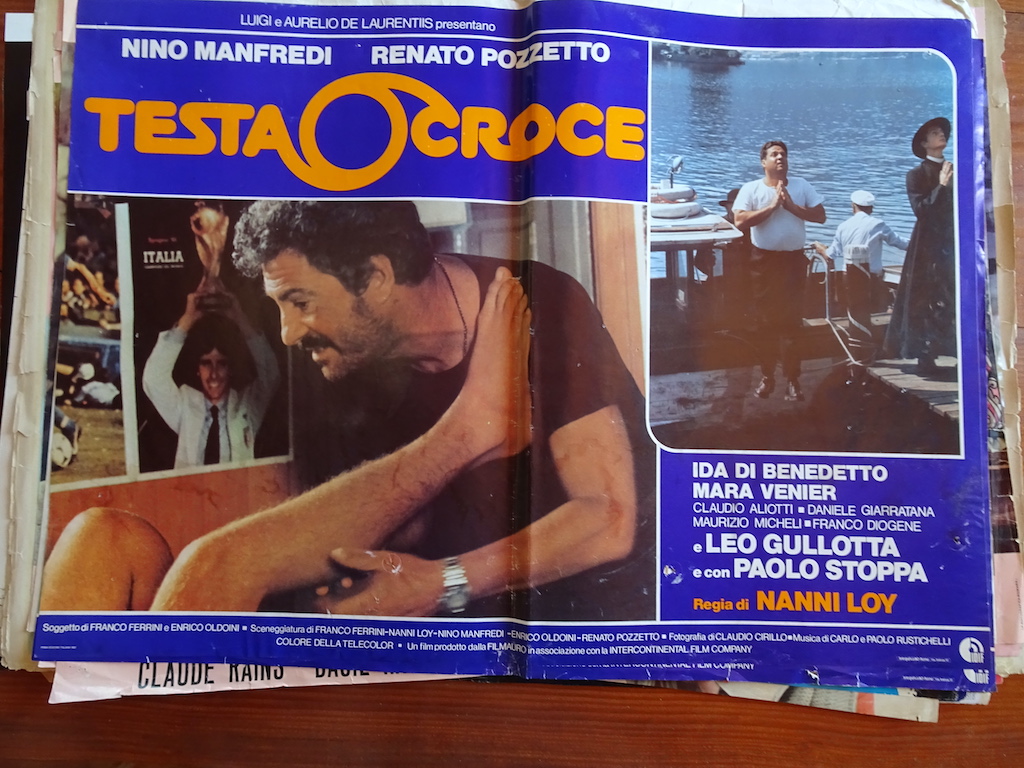 LUIGI e AURELIO DE LAURENTIIS presentano
NINO MANFREDI RENATO POZZETTO
TESTA O CROCE
ITALIA
IDA DI BENEDETTO
MARA VENIER
CLAUDIO ALIOTTI ■ DANIELE GIARRATANA
MAURIZIO MICHELI ■ FRANCO DIOGENE
e LEO GULLOTTA
e con PAOLO STOPPA
Regia di NANNI LOY
Soggetto di FRANCO FERRINI e ENRICO OLDOINI ■ Sceneggiatura di FRANCO FERRINI-NANNI LOY-NINO MANFREDI-ENRICO OLDOINI-RENATO POZZETTO ■ Fotografia di CLAUDIO CIRILLO ■ Musica di CARLO e PAOLO RUSTICHELLI
COLORE DELLA TELECOLOR ■ Un film prodotto dalla FILMAURO in associazione con la INTERCONTINENTAL FILM COMPANY
INTERCONTINENTAL FILM COMPANY
CLAUDE RAINS